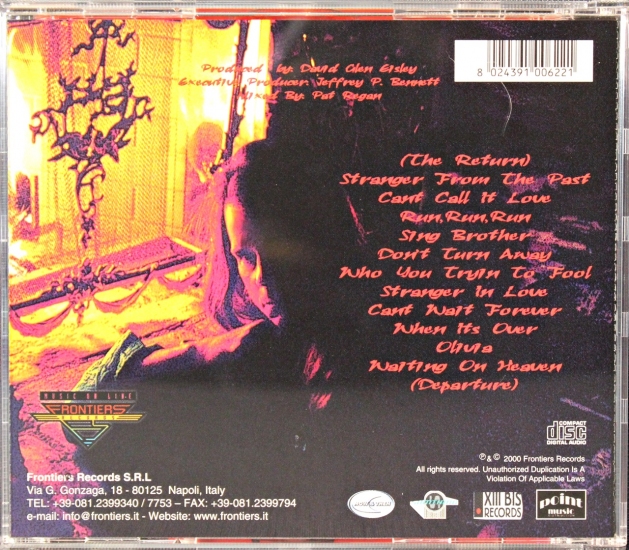 Produced by: David Glen Eisley
Executive Producer: Jeffrey P. Bennett
Mixed By: Pat Regan
8 024391 006221
(The Return)
Stranger From The Past
Cant Call It Love
Run,Run,Run
Sing Brother
Don't Turn Away
Who You Tryin To Fool
Stranger In Love
Cant Wait Forever
When Its Over
Olivia
Waiting On Heaven
(Departure)
MUSIC ON LINE
FRONTIERS
RECORDS
COMPACT
disc
DIGITAL AUDIO
Frontiers Records S.R.L
Via G. Gonzaga, 18 - 80125 Napoli, Italy
TEL: +39-081.2399340 / 7753 – FAX: +39-081.2399794
e-mail: info@frontiers.it - Website: www.frontiers.it
℗ & © 2000 Frontiers Records
All rights reserved. Unauthorized Duplication Is A
Violation Of Applicable Laws
XIII BIS
RECORDS
point
music